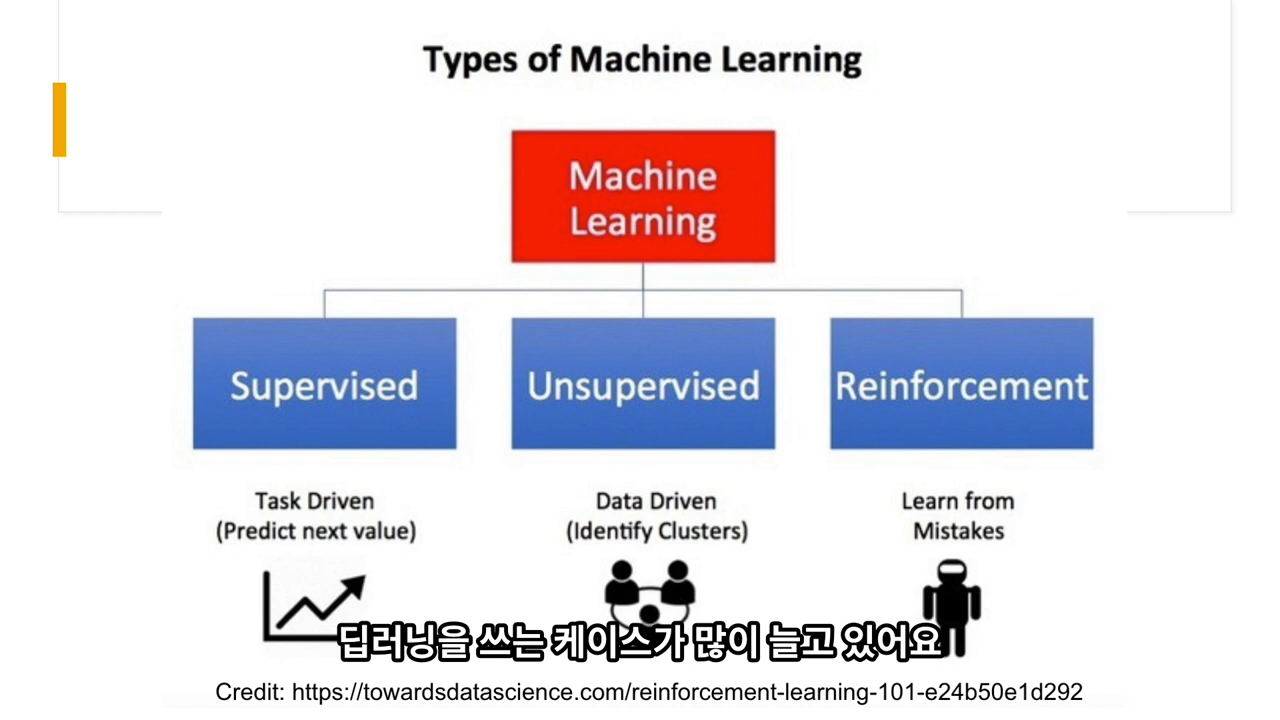 Types of Machine Learning
Machine
Learning
Supervised
Unsupervised
Reinforcement
Task Driven
(Predict next value)
Data Driven
(Identify Clusters)
Learn from
Mistakes
딥러닝을 쓰는 케이스가 많이 늘고 있어요
Credit: https://towardsdatascience.com/reinforcement-learning-101-e24b50e1d292